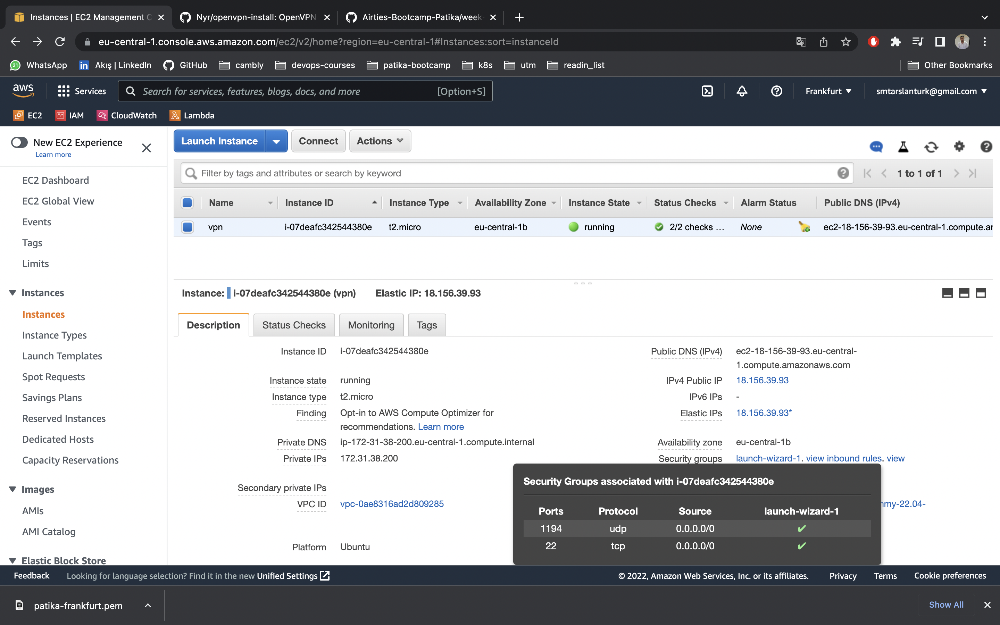 Instances | EC2 Management C
Nyr/openvpn-install: OpenVPN
Airties-Bootcamp-Patika/week-
eu-central-1.console.aws.amazon.com/ec2/v2/home?region=eu-central-1#Instances:sort=instanceId
21 WhatsApp
in Akış | LinkedIn
GitHub
cambly
devops-courses
patika-bootcamp
k8s
utm
readin_list
Other Bookmarks
aws
Services
Search for services, features, blogs, docs, and more [Option+S]
Frankfurt
smtarslanturk@gmail.com
EC2
IAM
CloudWatch
Lambda
New EC2 Experience
Learn more
EC2 Dashboard
EC2 Global View
Events
Tags
Limits
Instances
Instances
Instance Types
Launch Templates
Spot Requests
Savings Plans
Reserved Instances
Dedicated Hosts
Capacity Reservations
Images
AMIs
AMI Catalog
Elastic Block Store
Launch Instance
Connect
Actions
Filter by tags and attributes or search by keyword
1 to 1 of 1
Name Instance ID Instance Type Availability Zone Instance State Status Checks Alarm Status Public DNS (IPv4)
vpn i-07deafc342544380e t2.micro eu-central-1b running 2/2 checks ... None ec2-18-156-39-93.eu-central-1.compute.ar
Instance: i-07deafc342544380e (vpn) Elastic IP: 18.156.39.93
Description Status Checks Monitoring Tags
Instance ID i-07deafc342544380e
Instance state running
Instance type t2.micro
Finding Opt-in to AWS Compute Optimizer for
recommendations. Learn more
Private DNS ip-172-31-38-200.eu-central-1.compute.internal
Private IPs 172.31.38.200
Secondary private IPs
VPC ID vpc-0ae8316ad2d809285
Platform Ubuntu
Public DNS (IPv4) ec2-18-156-39-93.eu-central-
1.compute.amazonaws.com
IPv4 Public IP 18.156.39.93
IPv6 IPs -
Elastic IPs 18.156.39.93*
Availability zone eu-central-1b
Security groups launch-wizard-1. view inbound rules. view
my-22.04-
Security Groups associated with i-07deafc342544380e
Ports Protocol Source launch-wizard-1
1194 udp 0.0.0.0/0 ✔
22 tcp 0.0.0.0/0 ✔
Feedback
Looking for language selection? Find it in the new Unified Settings
© 2022, Amazon Web Services, Inc. or its affiliates.
Privacy
Terms
Cookie preferences
patika-frankfurt.pem
Show All